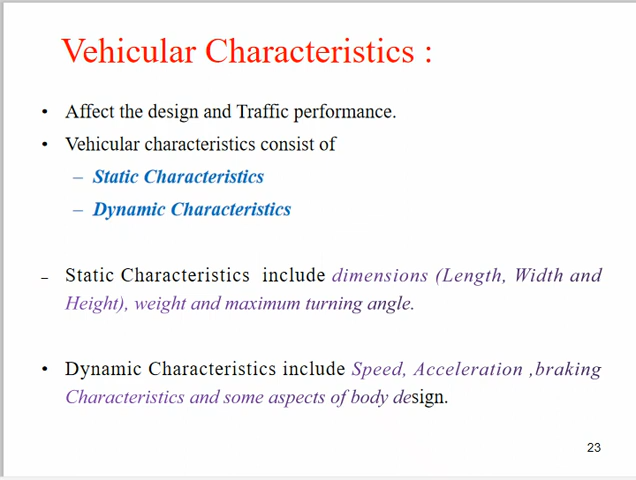 Vehicular Characteristics :
• Affect the design and Traffic performance.
• Vehicular characteristics consist of
– Static Characteristics
– Dynamic Characteristics
– Static Characteristics include dimensions (Length, Width and
Height), weight and maximum turning angle.
• Dynamic Characteristics include Speed, Acceleration ,braking
Characteristics and some aspects of body design.
23